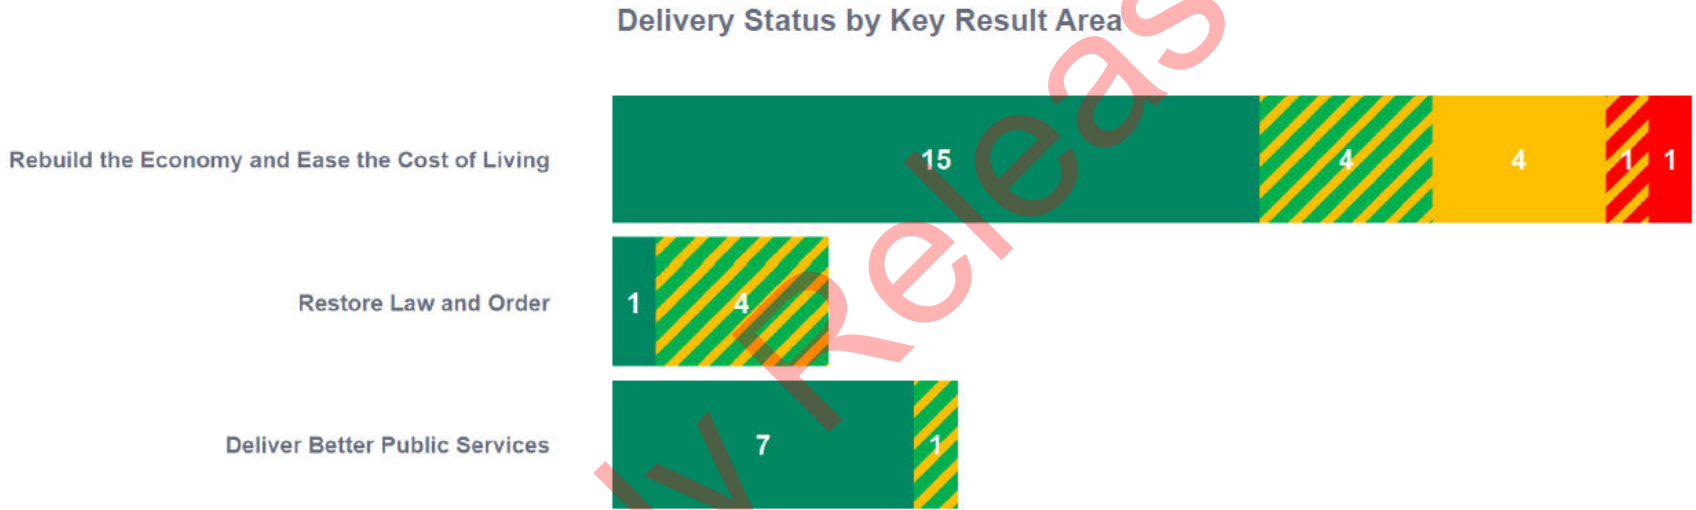 Delivery Status by Key Result Area
Rebuild the Economy and Ease the Cost of Living
15
4
4
1
1
Restore Law and Order
1
4
Deliver Better Public Services
7
1